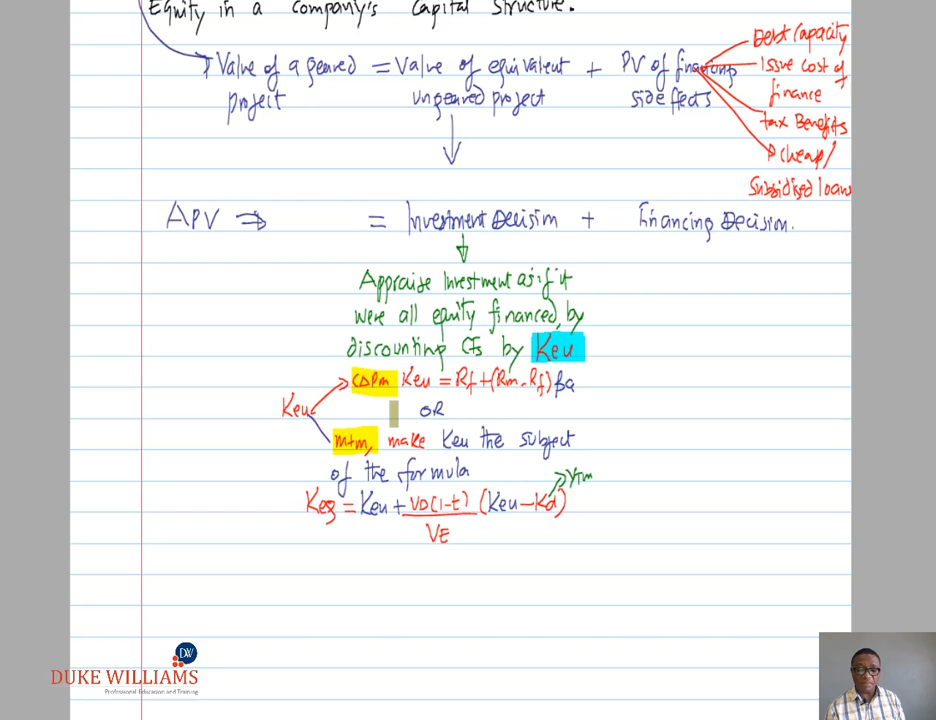 Equity in a Company's Capital Structure.
Debt Capacity
Value of a geared = Value of equivalent + PV of financing
Issue cost of
project ungeared project side effects
finance
tax Benefits
Cheap/
Subsidised loans
APV ⇒ = Investment Decision + Financing Decision.
Appraise Investment as if it
were all equity financed, by
discounting CFs by Keu
CAPM Keu = Rf + (Rm - Rf) βa
Keu
OR
m+m, make Keu the subject
of the formula
Ytm
Keg = Keu + VD(1-t) (Keu - Kd)
VE
DW
DUKE WILLIAMS
Professional Education and Training